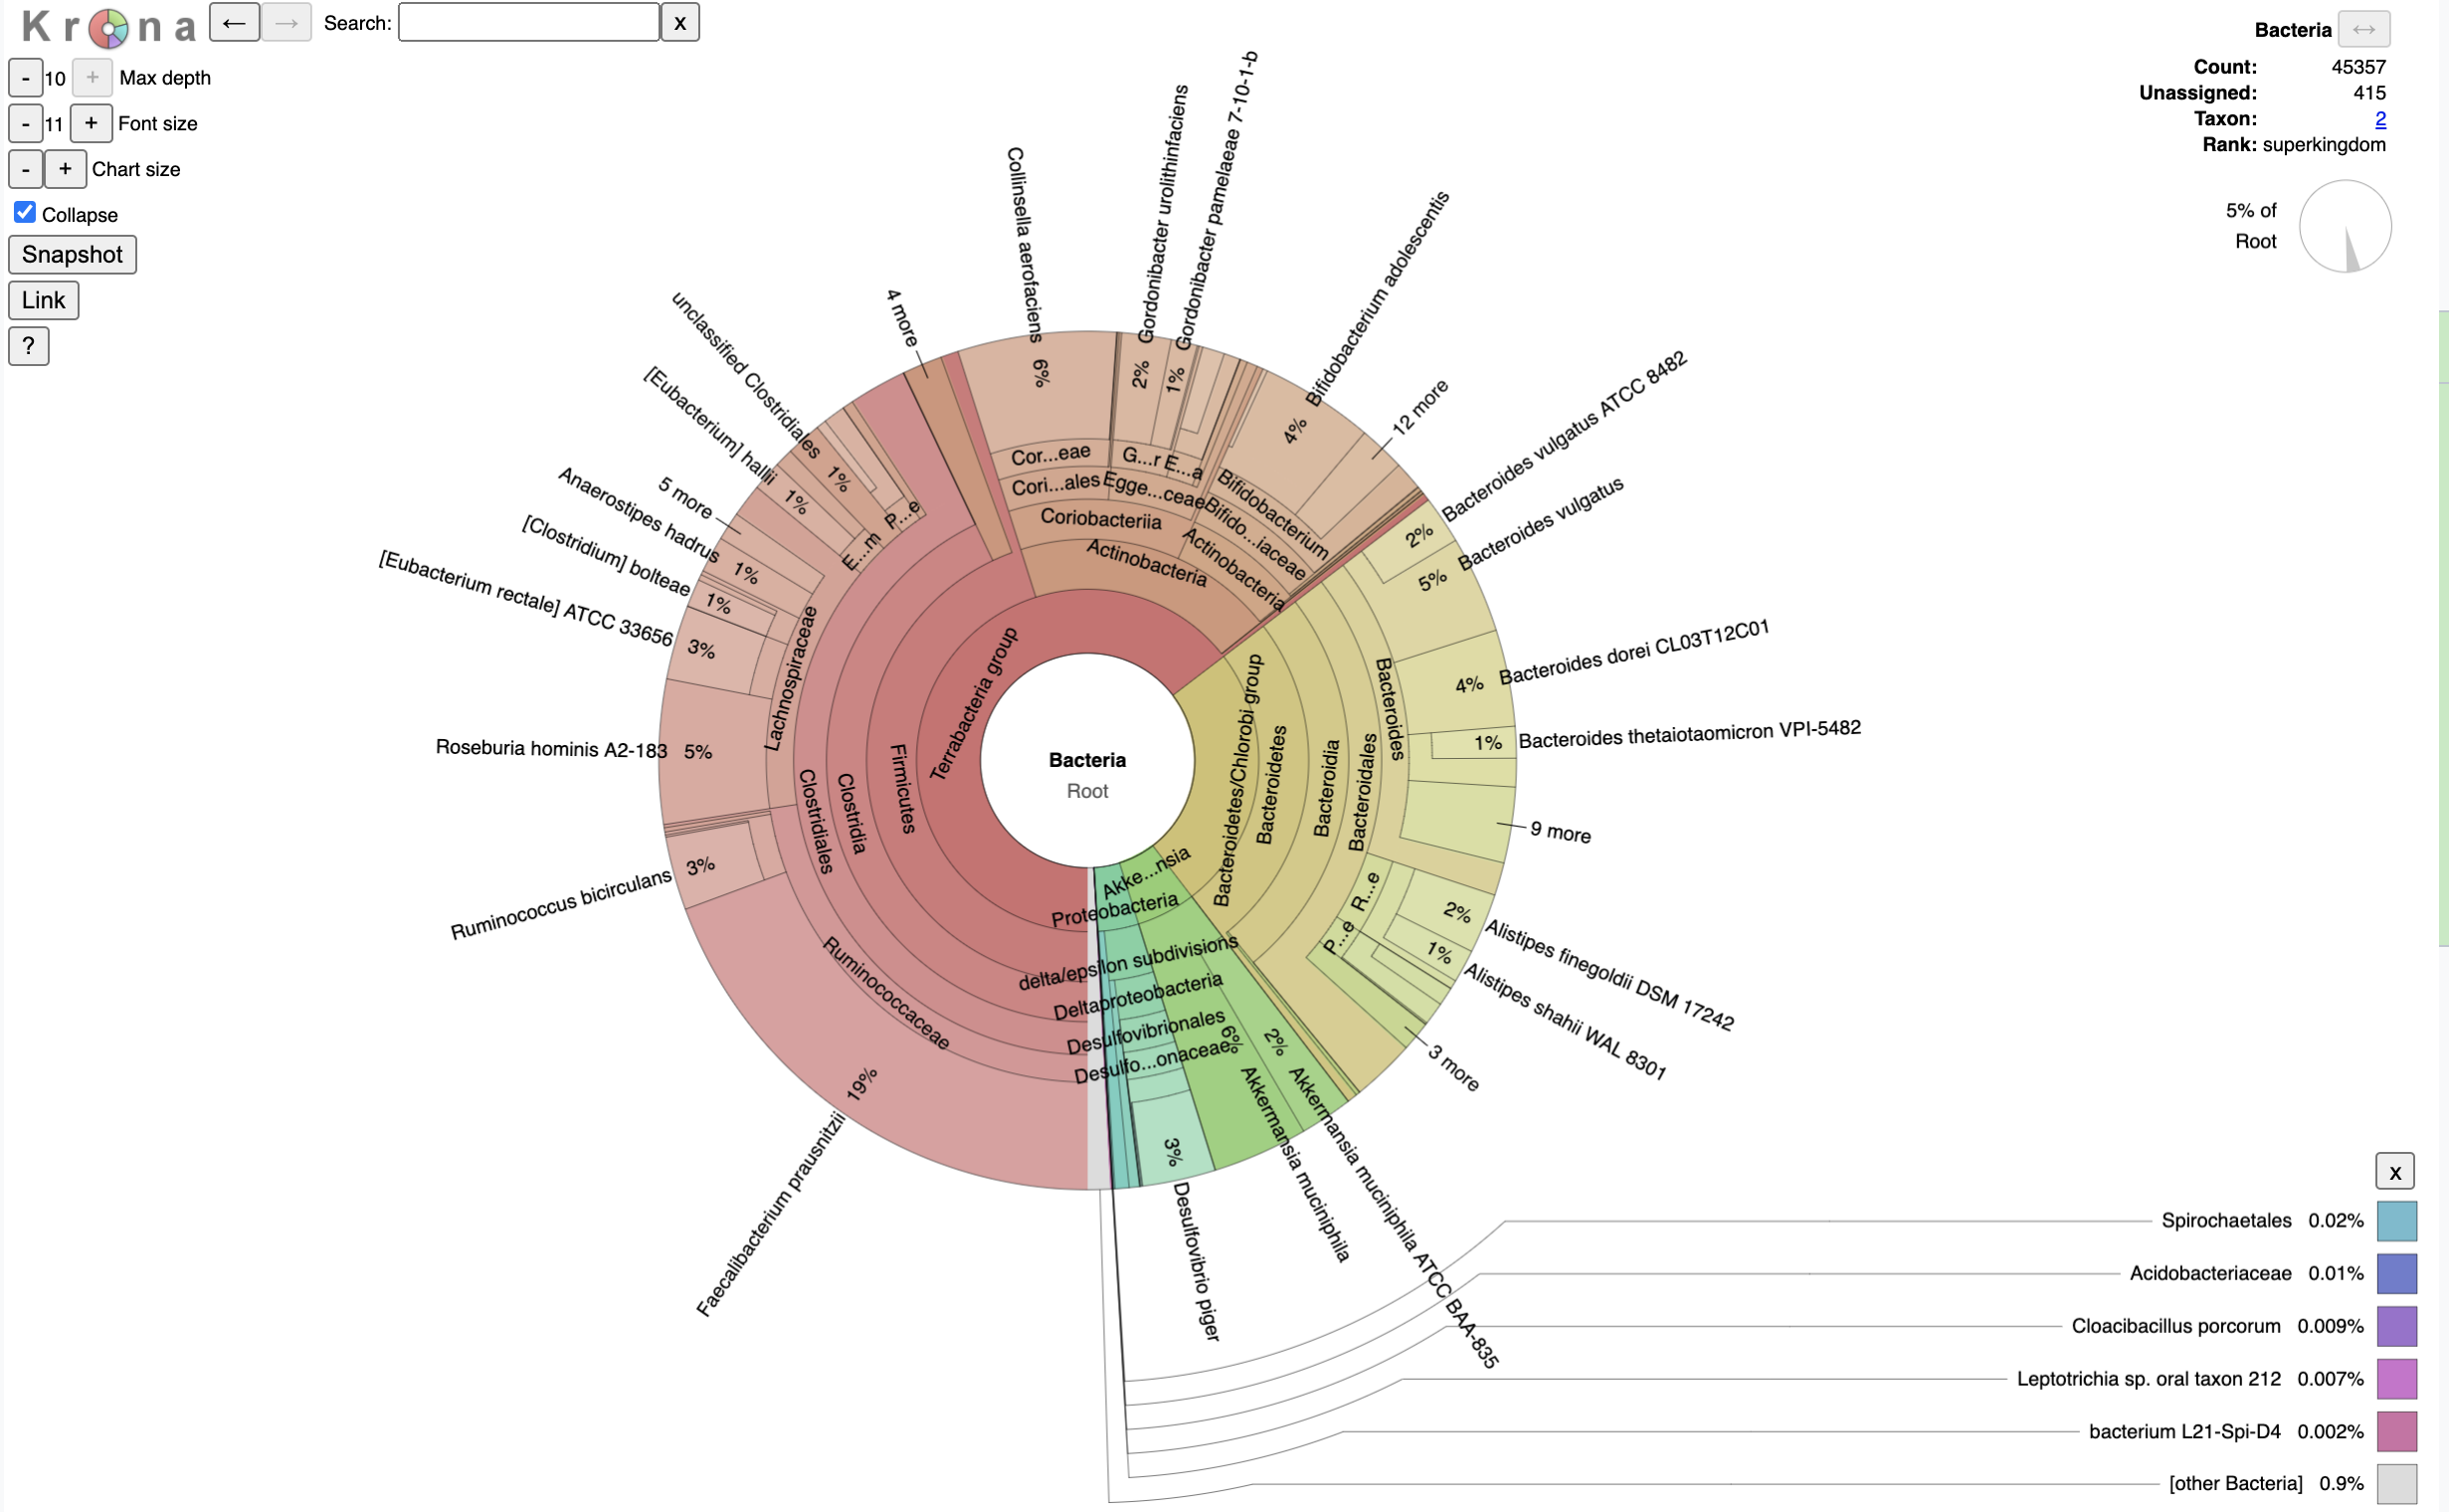 Krona
← → Search: x
- 10 + Max depth
- 11 + Font size
- + Chart size
Collapse
Snapshot
Link
?
Bacteria ↔
Count: 45357
Unassigned: 415
Taxon: 2
Rank: superkingdom
5% of
Root
Collinsella aerofaciens 6%
Gordonibacter urolithinfaciens 2%
Gordonibacter pamelaeae 7-10-1-b 1%
Bifidobacterium adolescentis 4%
12 more
Bacteroides vulgatus ATCC 8482 2%
Bacteroides vulgatus 5%
Bacteroides dorei CL03T12C01 4%
Bacteroides thetaiotaomicron VPI-5482 1%
9 more
Alistipes finegoldii DSM 17242 2%
Alistipes shahii WAL 8301 1%
3 more
Akkermansia muciniphila ATCC BAA-835 2%
Akkermansia muciniphila 6%
Desulfovibrio piger 3%
Faecalibacterium prausnitzii 19%
Ruminococcus bicirculans 3%
Roseburia hominis A2-183 5%
[Eubacterium rectale] ATCC 33656 3%
[Clostridium] bolteae 1%
Anaerostipes hadrus 1%
5 more
[Eubacterium] hallii 1%
unclassified Clostridiales 1%
4 more
Cor...eae
G...r
E...a
Cori...ales
Egge...ceae
Bifidobacterium
Bifido...iaceae
Coriobacteriia
Actinobacteria
Actinobacteria
P...e
E...m
Lachnospiraceae
Clostridiales
Clostridia
Firmicutes
Terrabacteria group
Ruminococcaceae
Bacteria
Root
Bacteroidetes/Chlorobi group
Bacteroidetes
Bacteroidia
Bacteroidales
Bacteroides
R...e
P...e
Akke...nsia
Proteobacteria
delta/epsilon subdivisions
Deltaproteobacteria
Desulfovibrionales
Desulfo...onaceae
x
Spirochaetales 0.02%
Acidobacteriaceae 0.01%
Cloacibacillus porcorum 0.009%
Leptotrichia sp. oral taxon 212 0.007%
bacterium L21-Spi-D4 0.002%
[other Bacteria] 0.9%